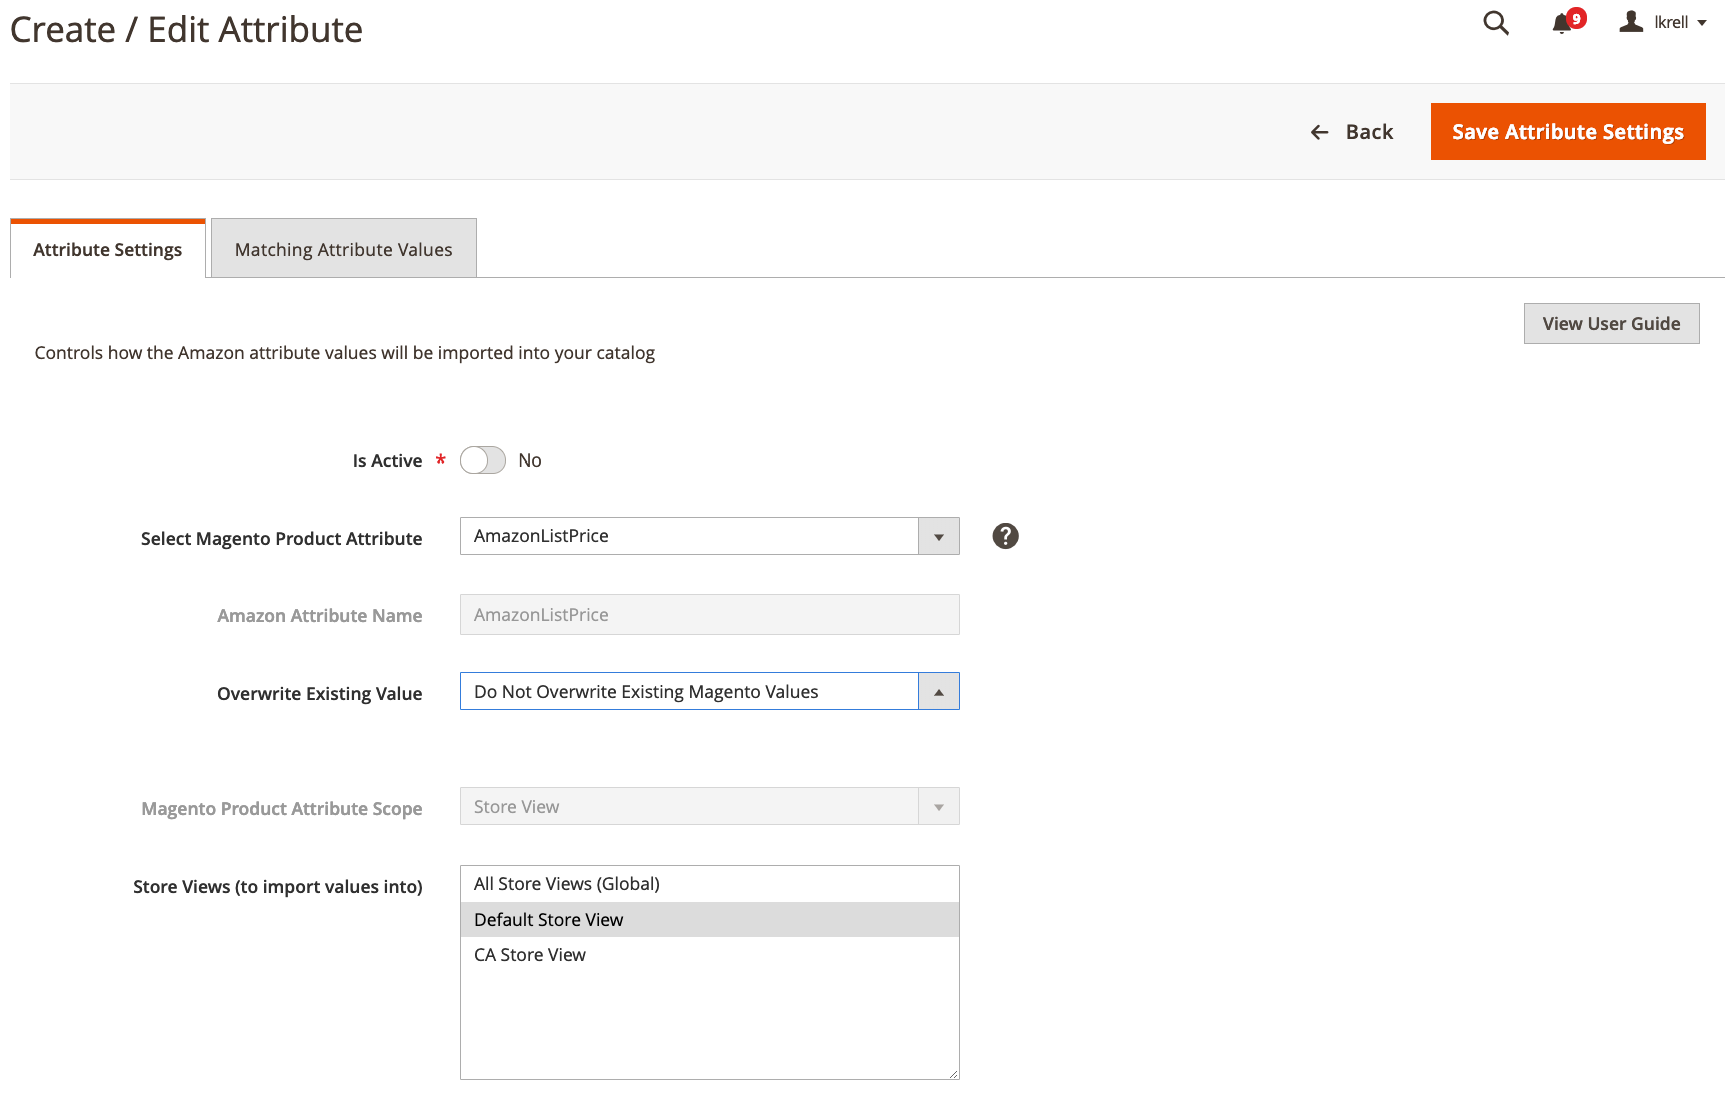 Create / Edit Attribute
9
lkrell
Back
Save Attribute Settings
Attribute Settings
Matching Attribute Values
View User Guide
Controls how the Amazon attribute values will be imported into your catalog
Is Active * No
Select Magento Product Attribute AmazonListPrice ?
Amazon Attribute Name AmazonListPrice
Overwrite Existing Value Do Not Overwrite Existing Magento Values
Magento Product Attribute Scope Store View
Store Views (to import values into) All Store Views (Global)
Default Store View
CA Store View